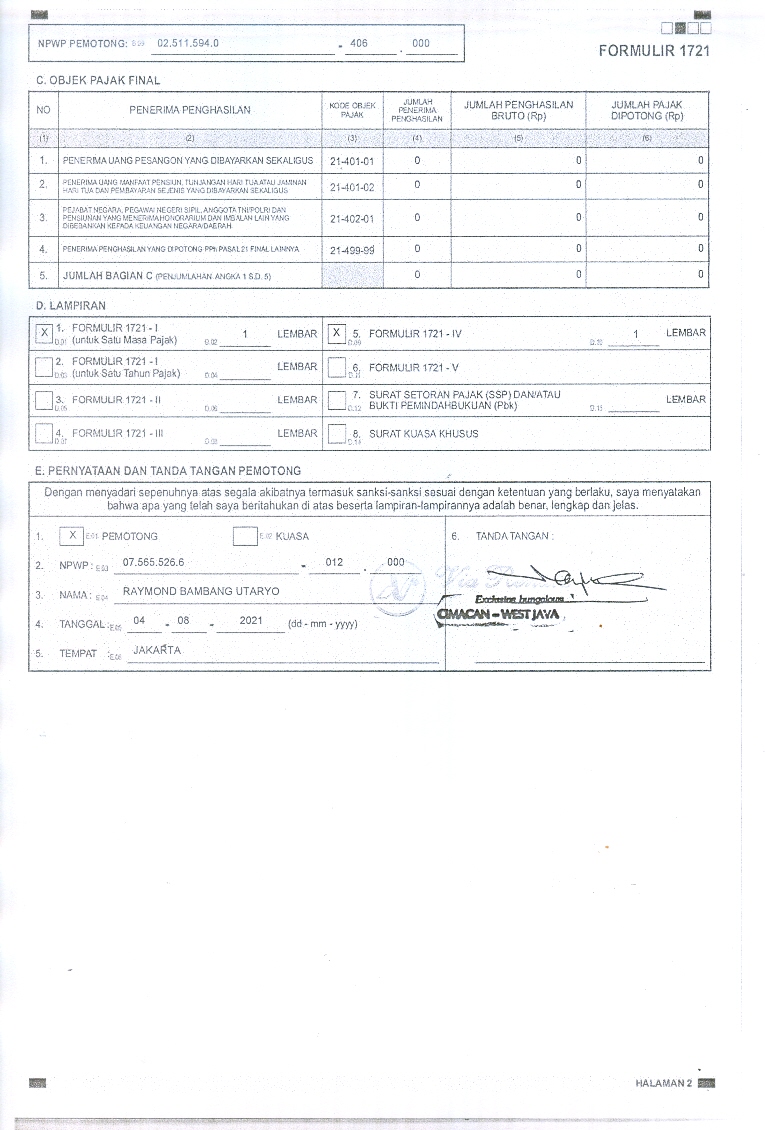 NPWP PEMOTONG: 02.511.594.0 - 406 . 000
FORMULIR 1721
C. OBJEK PAJAK FINAL
NO PENERIMA PENGHASILAN KODE OBJEK PAJAK JUMLAH PENERIMA PENGHASILAN JUMLAH PENGHASILAN BRUTO (Rp) JUMLAH PAJAK DIPOTONG (Rp)
(1) (2) (3) (4) (5) (6)
1. PENERIMA UANG PESANGON YANG DIBAYARKAN SEKALIGUS 21-401-01 0 0 0
2. PENERIMA UANG MANFAAT PENSIUN, TUNJANGAN HARI TUA ATAU JAMINAN
HARI TUA DAN PEMBAYARAN SEJENIS YANG DIBAYARKAN SEKALIGUS 21-401-02 0 0 0
3. PEJABAT NEGARA, PEGAWAI NEGERI SIPIL, ANGGOTA TNI/POLRI DAN
PENSIUNAN YANG MENERIMA HONORARIUM DAN IMBALAN LAIN YANG
DIBEBANKAN KEPADA KEUANGAN NEGARA/DAERAH 21-402-01 0 0 0
4. PENERIMA PENGHASILAN YANG DIPOTONG PPh PASAL 21 FINAL LAINNYA 21-499-99 0 0 0
5. JUMLAH BAGIAN C (PENJUMLAHAN ANGKA 1 S.D. 5) 0 0 0
D. LAMPIRAN
X D.01 1. FORMULIR 1721 - I
(untuk Satu Masa Pajak) D.02 1 LEMBAR
X D.09 5. FORMULIR 1721 - IV D.10 1 LEMBAR
D.03 2. FORMULIR 1721 - I
(untuk Satu Tahun Pajak) D.04 LEMBAR
D.11 6. FORMULIR 1721 - V
D.05 3. FORMULIR 1721 - II D.06 LEMBAR
D.12 7. SURAT SETORAN PAJAK (SSP) DAN/ATAU
BUKTI PEMINDAHBUKUAN (Pbk) D.13 LEMBAR
D.07 4. FORMULIR 1721 - III D.08 LEMBAR
D.14 8. SURAT KUASA KHUSUS
E. PERNYATAAN DAN TANDA TANGAN PEMOTONG
Dengan menyadari sepenuhnya atas segala akibatnya termasuk sanksi-sanksi sesuai dengan ketentuan yang berlaku, saya menyatakan
bahwa apa yang telah saya beritahukan di atas beserta lampiran-lampirannya adalah benar, lengkap dan jelas.
1. X E.01 PEMOTONG E.02 KUASA
6. TANDA TANGAN :
2. NPWP : E.03 07.565.526.6 - 012 . 000
3. NAMA : E.04 RAYMOND BAMBANG UTARYO
Exclusive bungalows
CIMACAN - WEST JAVA
4. TANGGAL : E.05 04 - 08 - 2021 (dd - mm - yyyy)
5. TEMPAT : E.06 JAKARTA
HALAMAN 2